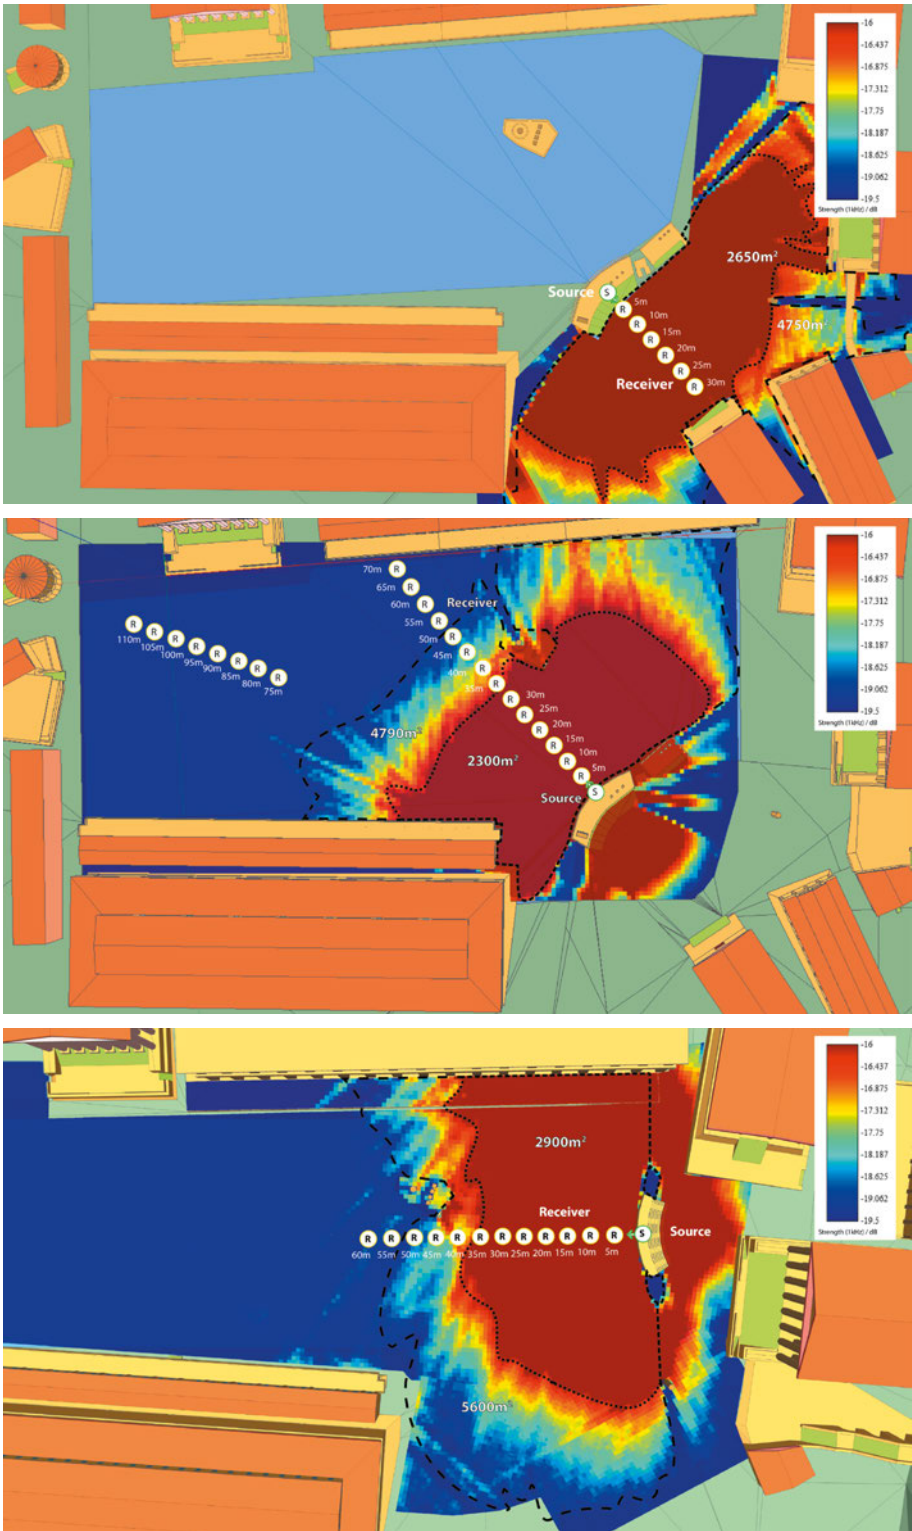 -16
-16.437
-16.875
-17.312
-17.75
-18.187
-18.625
-19.062
-19.5
Strength (1kHz) / dB
2650m²
4750m²
Source
S
R 5m
R 10m
R 15m
R 20m
R 25m
Receiver R 30m
-16
-16.437
-16.875
-17.312
-17.75
-18.187
-18.625
-19.062
-19.5
Strength (1kHz) / dB
70m R
65m R
60m R Receiver
55m R
50m R
45m R
40m R
35m R
R 30m
R 25m
R 20m
R 15m
R 10m
R 5m
Source S
R R R R R R R R
110m 105m 100m 95m 90m 85m 80m 75m
4790m²
2300m²
-16
-16.437
-16.875
-17.312
-17.75
-18.187
-18.625
-19.062
-19.5
Strength (1kHz) / dB
2900m²
Receiver
R R R R R R R R R R R R S Source
60m 55m 50m 45m 40m 35m 30m 25m 20m 15m 10m 5m
5600m²